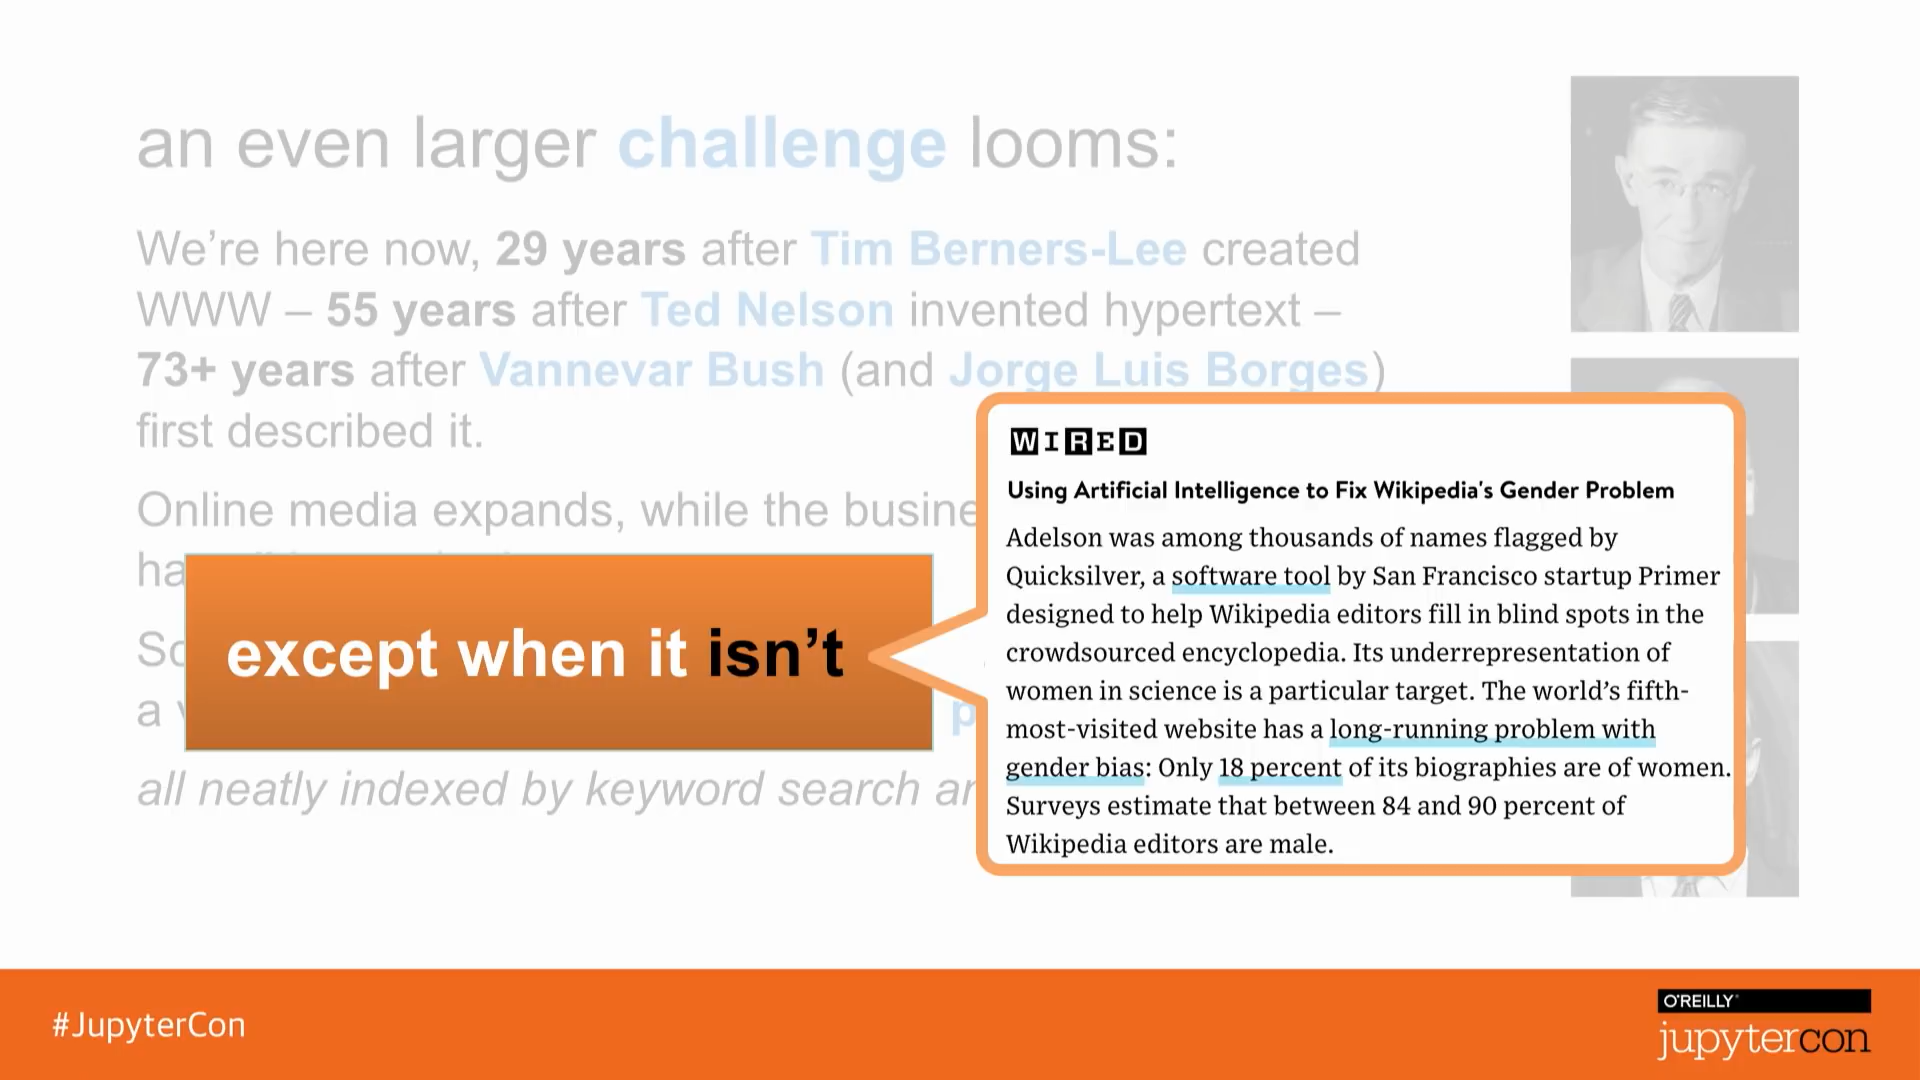 an even larger challenge looms:
We’re here now, 29 years after Tim Berners-Lee created
WWW – 55 years after Ted Nelson invented hypertext –
73+ years after Vannevar Bush (and Jorge Luis Borges)
first described it.
Online media expands, while the
all neatly indexed by keyword search
except when it isn’t
WIRED
Using Artificial Intelligence to Fix Wikipedia's Gender Problem
Adelson was among thousands of names flagged by
Quicksilver, a software tool by San Francisco startup Primer
designed to help Wikipedia editors fill in blind spots in the
crowdsourced encyclopedia. Its underrepresentation of
women in science is a particular target. The world’s fifth-
most-visited website has a long-running problem with
gender bias: Only 18 percent of its biographies are of women.
Surveys estimate that between 84 and 90 percent of
Wikipedia editors are male.
#JupyterCon
O'REILLY®
jupytercon